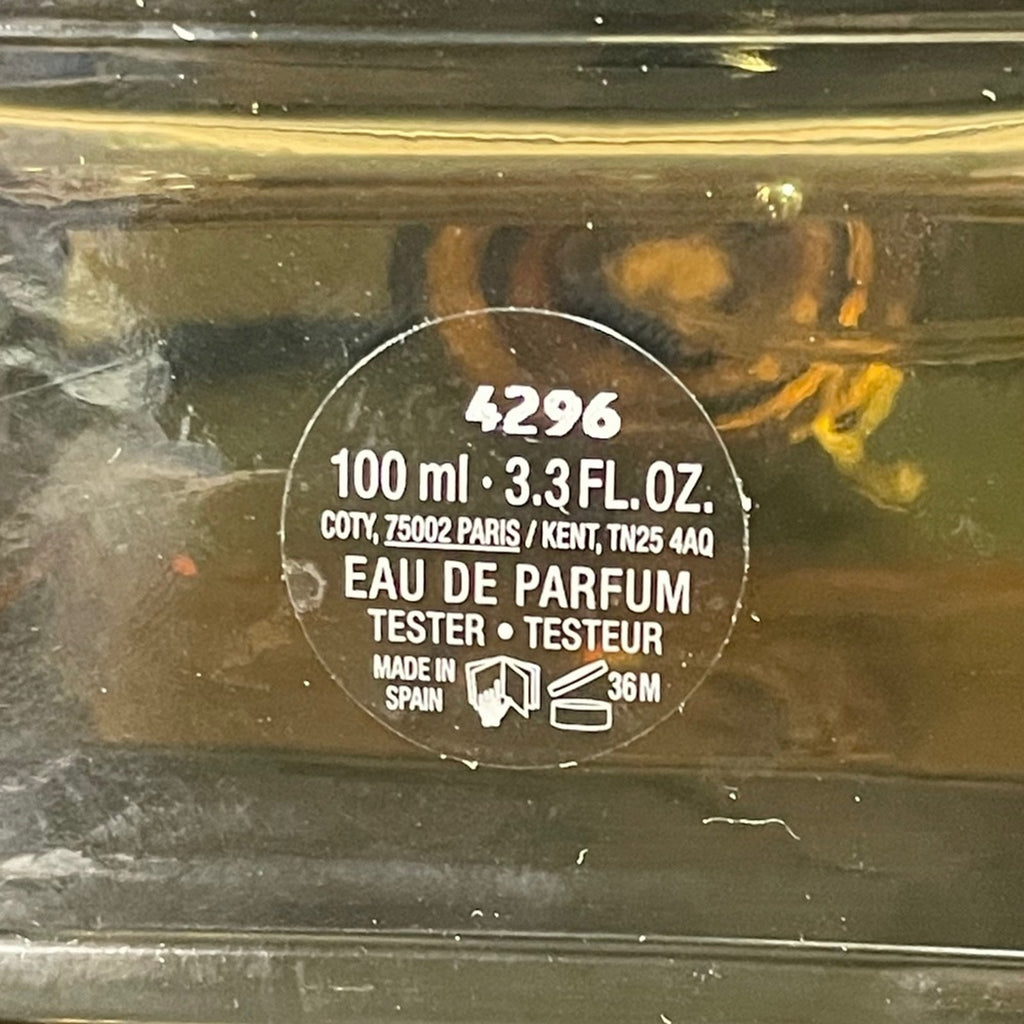 4296
100 ml · 3.3 FL.OZ.
COTY, 75002 PARIS / KENT, TN25 4AQ
EAU DE PARFUM
TESTER • TESTEUR
MADE IN
SPAIN
36M